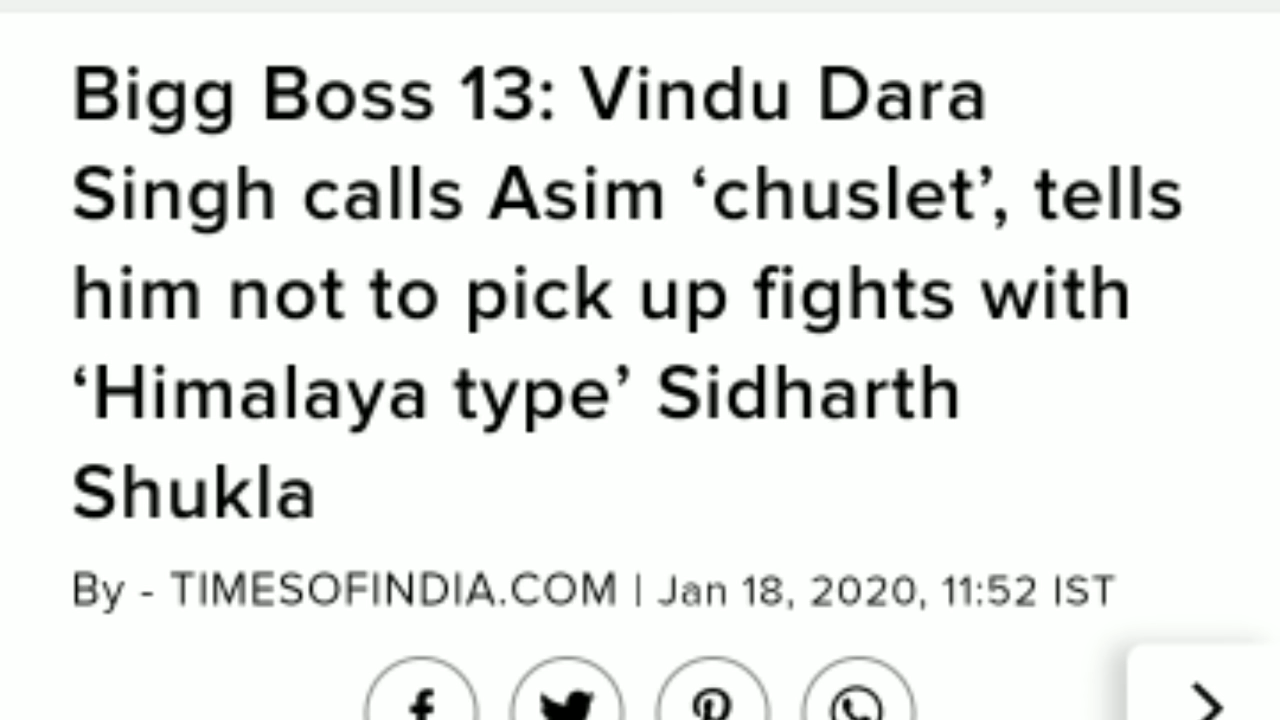 Bigg Boss 13: Vindu Dara
Singh calls Asim ‘chuslet’, tells
him not to pick up fights with
‘Himalaya type’ Sidharth
Shukla
By - TIMESOFINDIA.COM | Jan 18, 2020, 11:52 IST